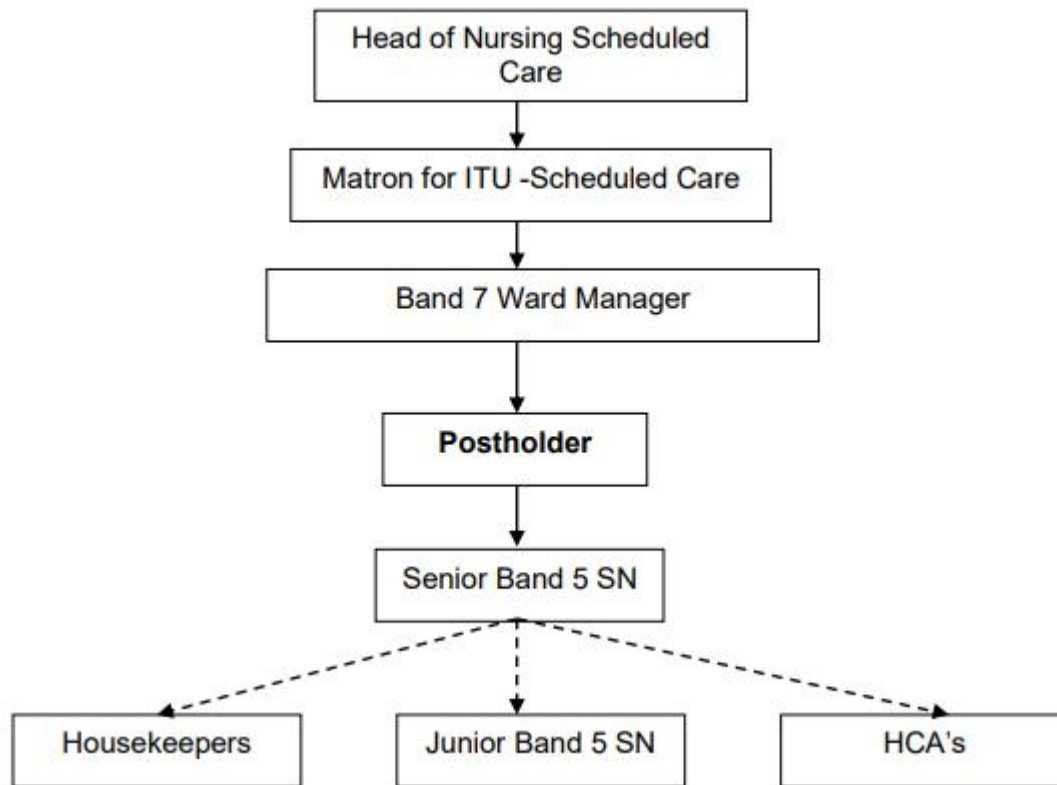 Head of Nursing Scheduled
Care
Matron for ITU -Scheduled Care
Band 7 Ward Manager
Postholder
Senior Band 5 SN
Housekeepers
Junior Band 5 SN
HCA’s